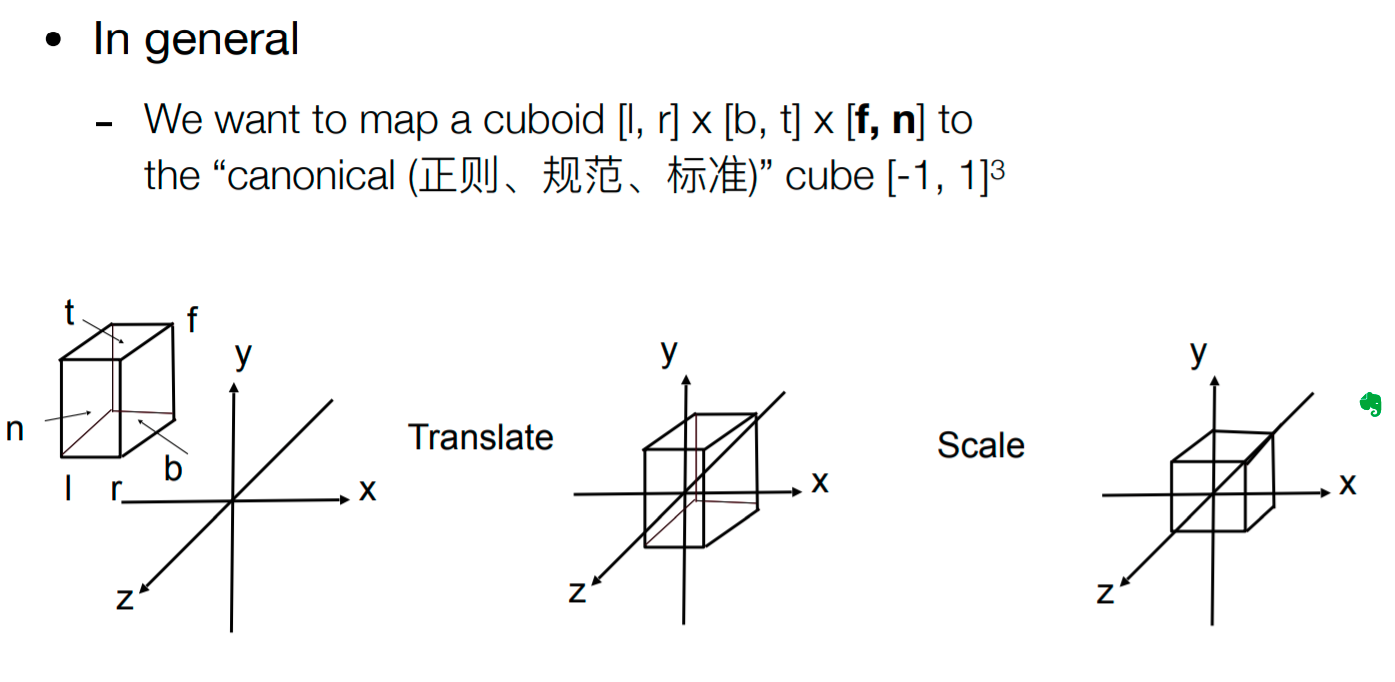 • In general
- We want to map a cuboid [l, r] x [b, t] x [f, n] to
the “canonical (正则、规范、标准)” cube [-1, 1]³
t
f
y
n
b
l
r
x
z
Translate
y
x
z
Scale
y
x
z